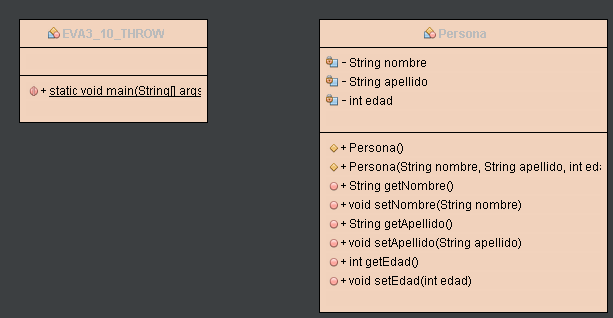 EVA3_10_THROW
+ static void main(String[] args
Persona
- String nombre
- String apellido
- int edad
+ Persona()
+ Persona(String nombre, String apellido, int eda
+ String getNombre()
+ void setNombre(String nombre)
+ String getApellido()
+ void setApellido(String apellido)
+ int getEdad()
+ void setEdad(int edad)